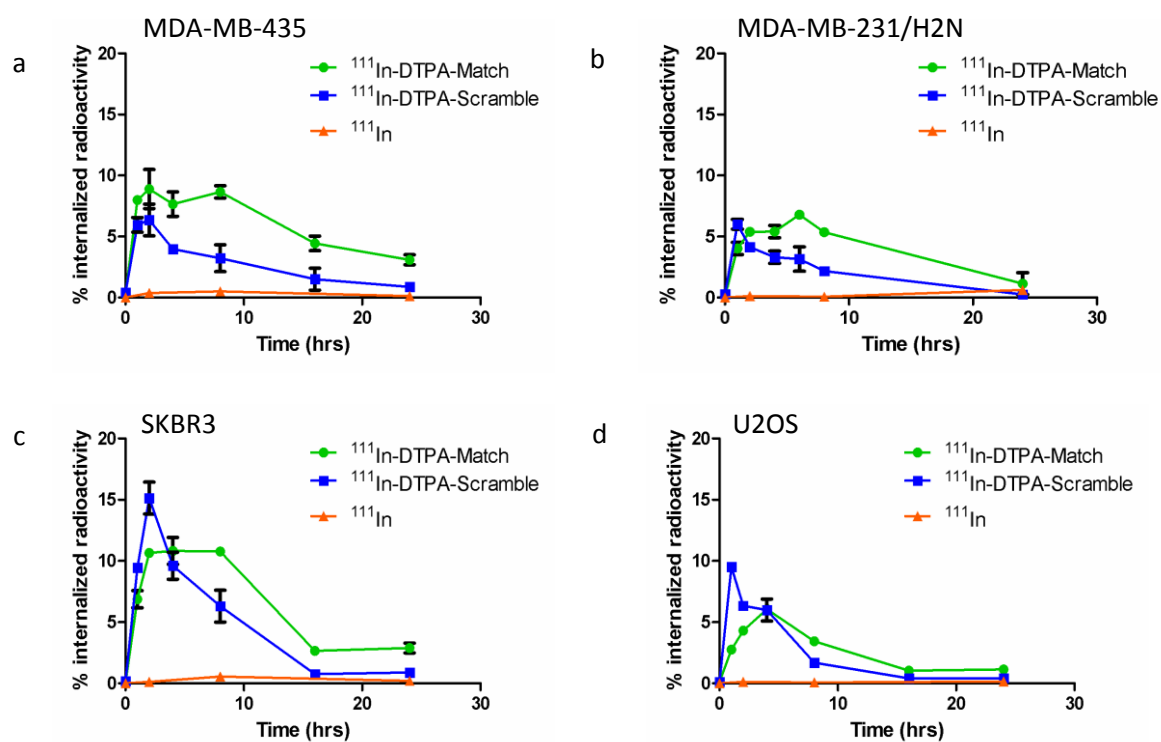 a
MDA-MB-435
% internalized radioactivity
20
15
10
5
0
0
10
20
30
Time (hrs)
¹¹¹In-DTPA-Match
¹¹¹In-DTPA-Scramble
¹¹¹In
b
MDA-MB-231/H2N
% internalized radioactivity
20
15
10
5
0
0
10
20
30
Time (hrs)
¹¹¹In-DTPA-Match
¹¹¹In-DTPA-Scramble
¹¹¹In
c
SKBR3
% internalized radioactivity
20
15
10
5
0
0
10
20
30
Time (hrs)
¹¹¹In-DTPA-Match
¹¹¹In-DTPA-Scramble
¹¹¹In
d
U2OS
% internalized radioactivity
20
15
10
5
0
0
10
20
30
Time (hrs)
¹¹¹In-DTPA-Match
¹¹¹In-DTPA-Scramble
¹¹¹In